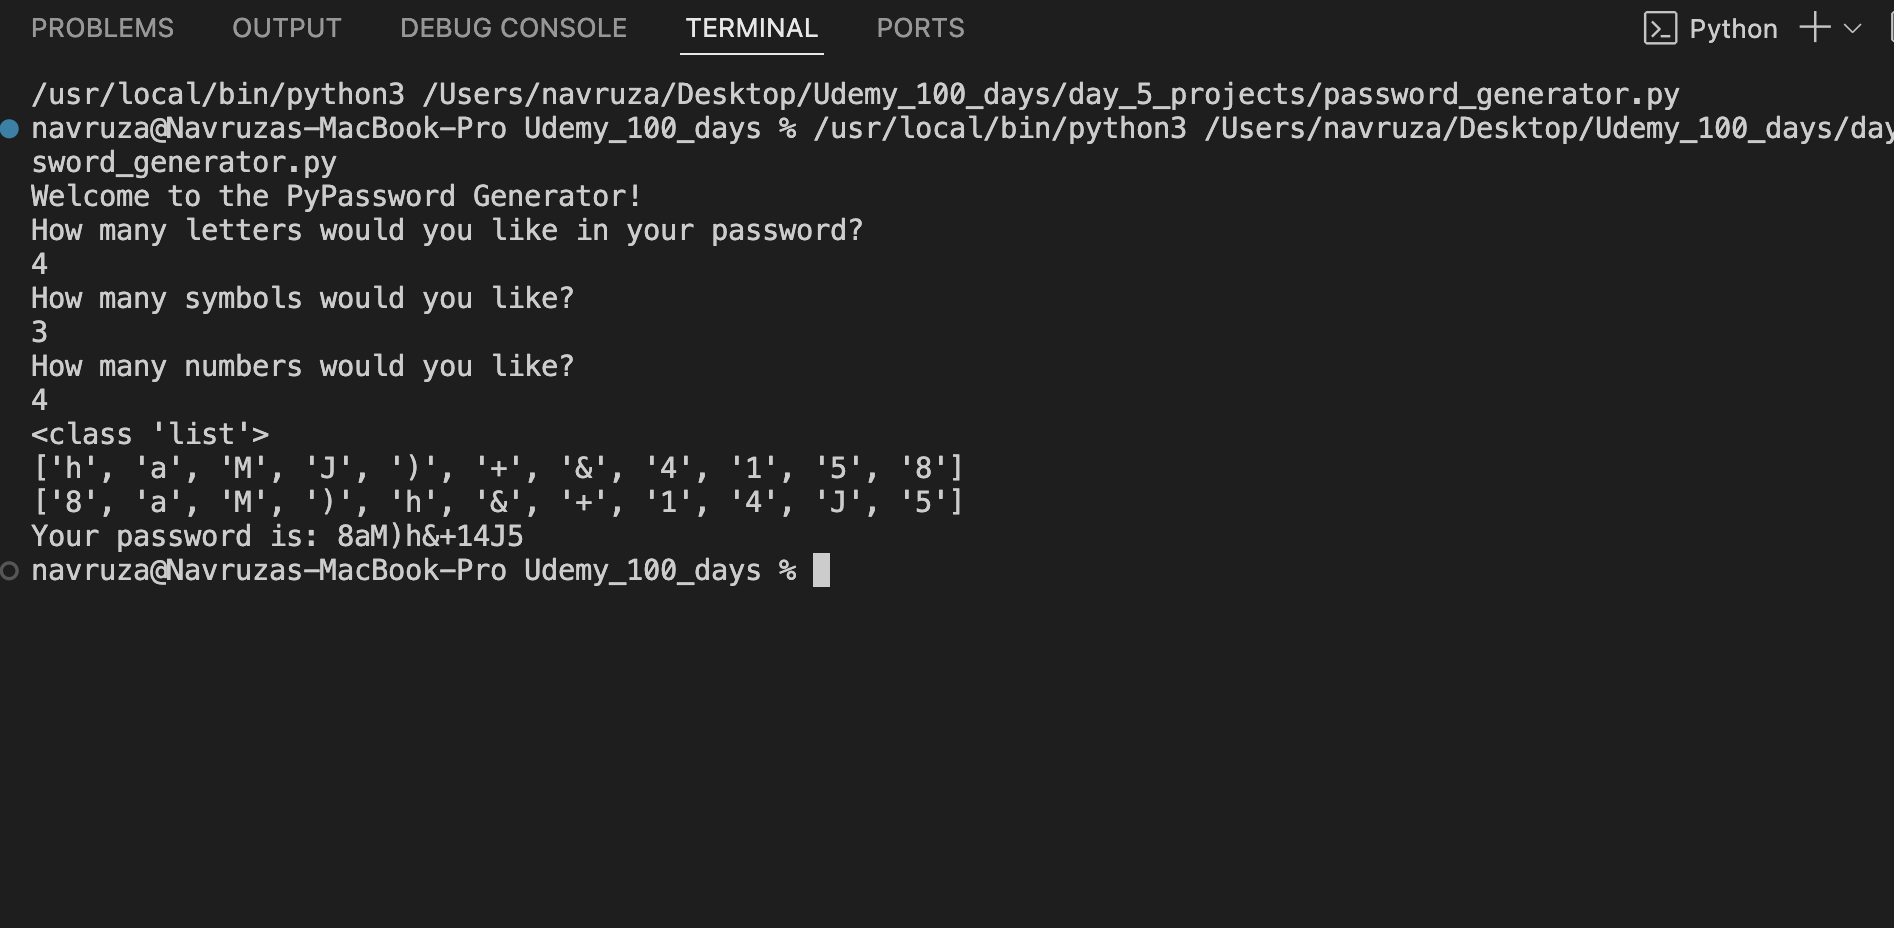 PROBLEMS OUTPUT DEBUG CONSOLE TERMINAL PORTS Python
/usr/local/bin/python3 /Users/navruza/Desktop/Udemy_100_days/day_5_projects/password_generator.py
navruza@Navruzas-MacBook-Pro Udemy_100_days % /usr/local/bin/python3 /Users/navruza/Desktop/Udemy_100_days/day
sword_generator.py
Welcome to the PyPassword Generator!
How many letters would you like in your password?
4
How many symbols would you like?
3
How many numbers would you like?
4
<class 'list'>
['h', 'a', 'M', 'J', ')', '+', '&', '4', '1', '5', '8']
['8', 'a', 'M', ')', 'h', '&', '+', '1', '4', 'J', '5']
Your password is: 8aM)h&+14J5
navruza@Navruzas-MacBook-Pro Udemy_100_days %